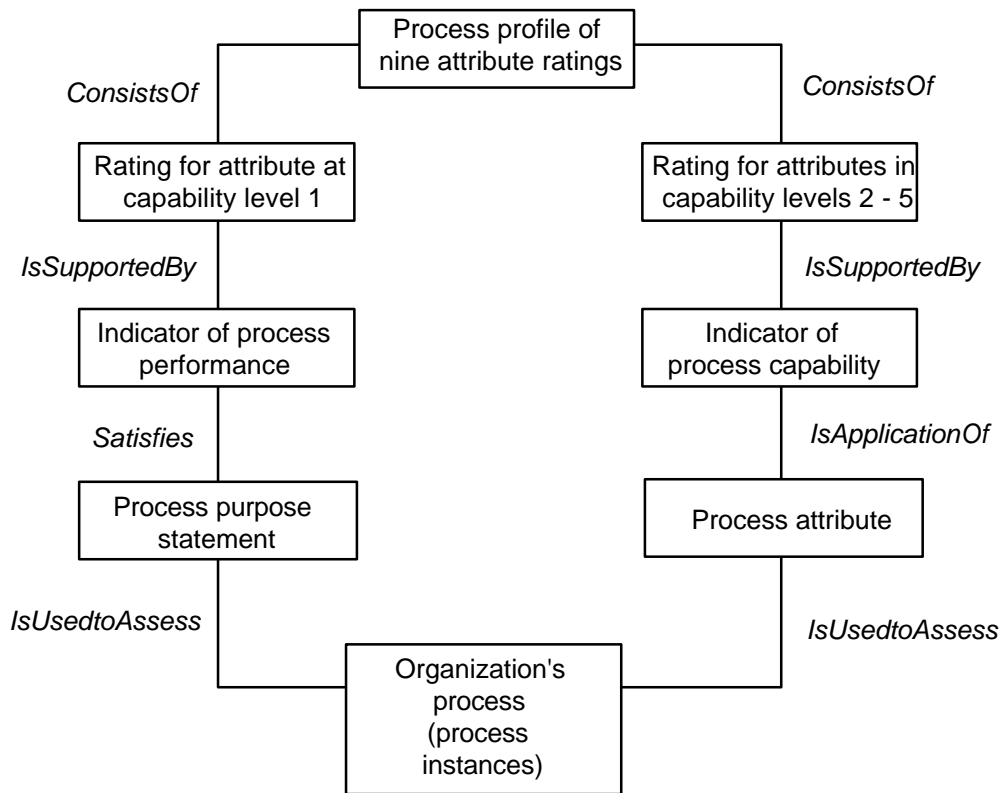 Process profile of
nine attribute ratings
ConsistsOf
ConsistsOf
Rating for attribute at
capability level 1
Rating for attributes in
capability levels 2 - 5
IsSupportedBy
IsSupportedBy
Indicator of process
performance
Indicator of
process capability
Satisfies
IsApplicationOf
Process purpose
statement
Process attribute
IsUsedtoAssess
IsUsedtoAssess
Organization's
process
(process
instances)